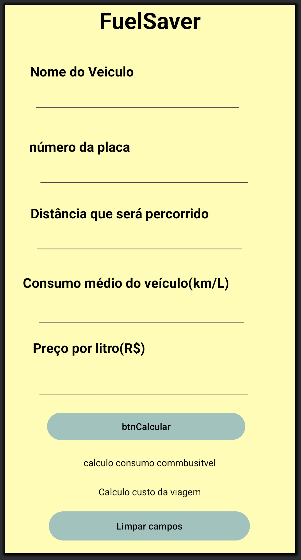 FuelSaver
Nome do Veiculo
número da placa
Distância que será percorrido
Consumo médio do veículo(km/L)
Preço por litro(R$)
btnCalcular
calculo consumo commbusitvel
Calculo custo da viagem
Limpar campos